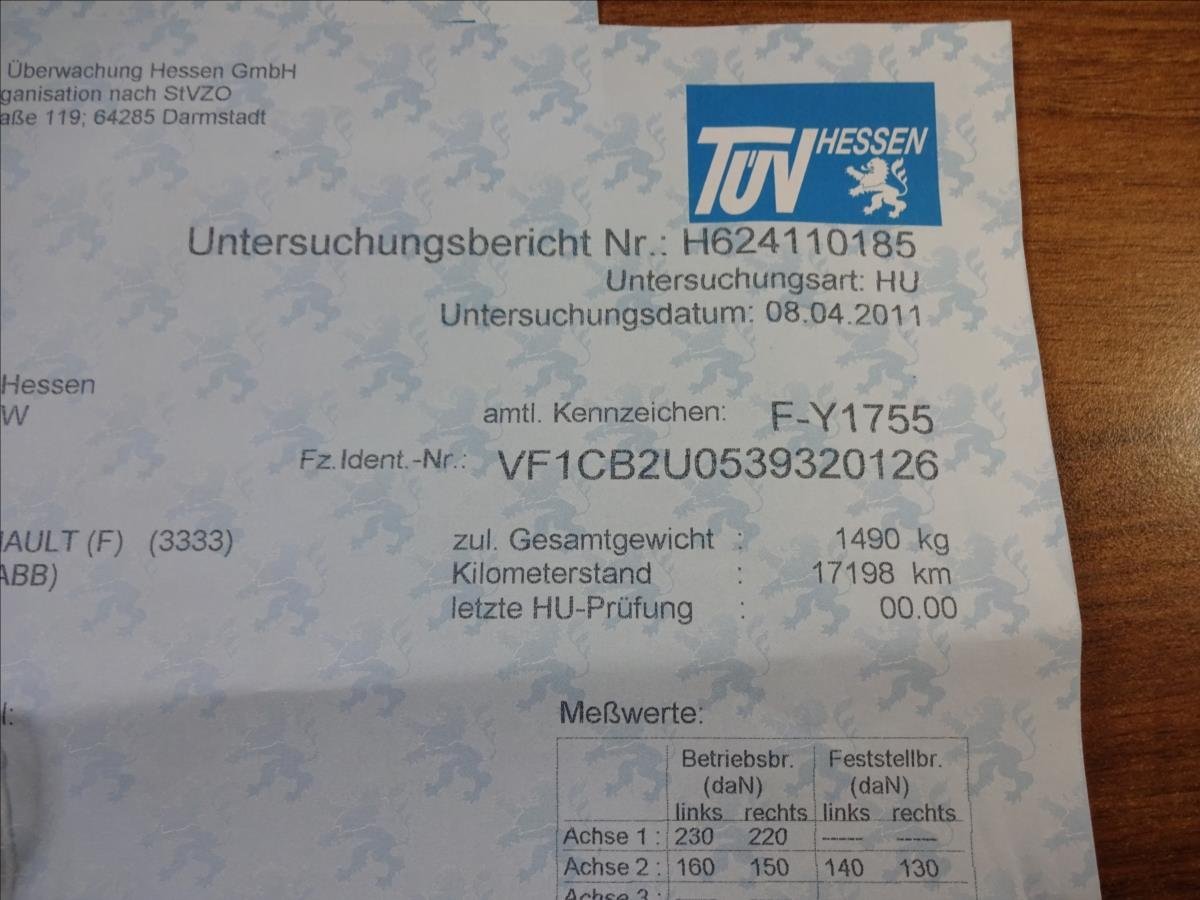 Überwachung Hessen GmbH
ganisation nach StVZO
aße 119; 64285 Darmstadt
TÜV HESSEN
Untersuchungsbericht Nr.: H624110185
Untersuchungsart: HU
Untersuchungsdatum: 08.04.2011
Hessen
W
amtl. Kennzeichen: F-Y1755
Fz.Ident.-Nr.: VF1CB2U0539320126
AULT (F) (3333)
ABB)
zul. Gesamtgewicht : 1490 kg
Kilometerstand : 17198 km
letzte HU-Prüfung : 00.00
l:
Meßwerte:
Betriebsbr. Feststellbr.
(daN) (daN)
links rechts links rechts
Achse 1 : 230 220 ---- ----
Achse 2 : 160 150 140 130
Achse 3 :